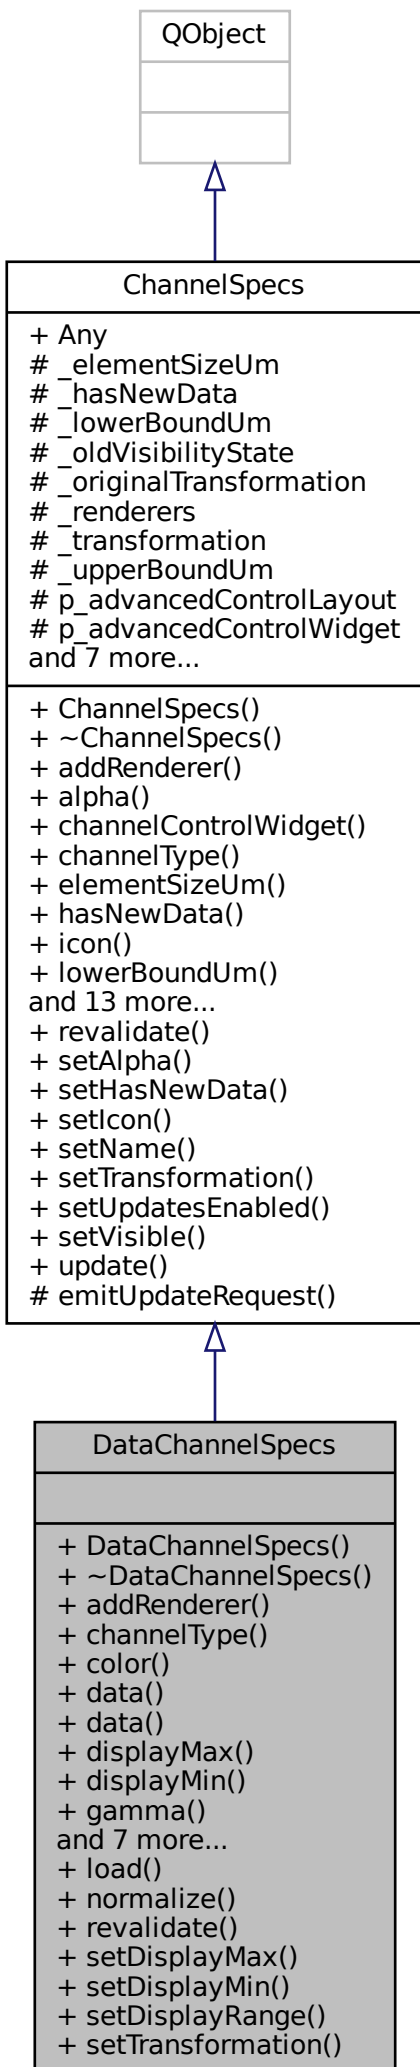 QObject
ChannelSpecs
+ Any
# _elementSizeUm
# _hasNewData
# _lowerBoundUm
# _oldVisibilityState
# _originalTransformation
# _renderers
# _transformation
# _upperBoundUm
# p_advancedControlLayout
# p_advancedControlWidget
and 7 more...
+ ChannelSpecs()
+ ~ChannelSpecs()
+ addRenderer()
+ alpha()
+ channelControlWidget()
+ channelType()
+ elementSizeUm()
+ hasNewData()
+ icon()
+ lowerBoundUm()
and 13 more...
+ revalidate()
+ setAlpha()
+ setHasNewData()
+ setIcon()
+ setName()
+ setTransformation()
+ setUpdatesEnabled()
+ setVisible()
+ update()
# emitUpdateRequest()
DataChannelSpecs
+ DataChannelSpecs()
+ ~DataChannelSpecs()
+ addRenderer()
+ channelType()
+ color()
+ data()
+ data()
+ displayMax()
+ displayMin()
+ gamma()
and 7 more...
+ load()
+ normalize()
+ revalidate()
+ setDisplayMax()
+ setDisplayMin()
+ setDisplayRange()
+ setTransformation()